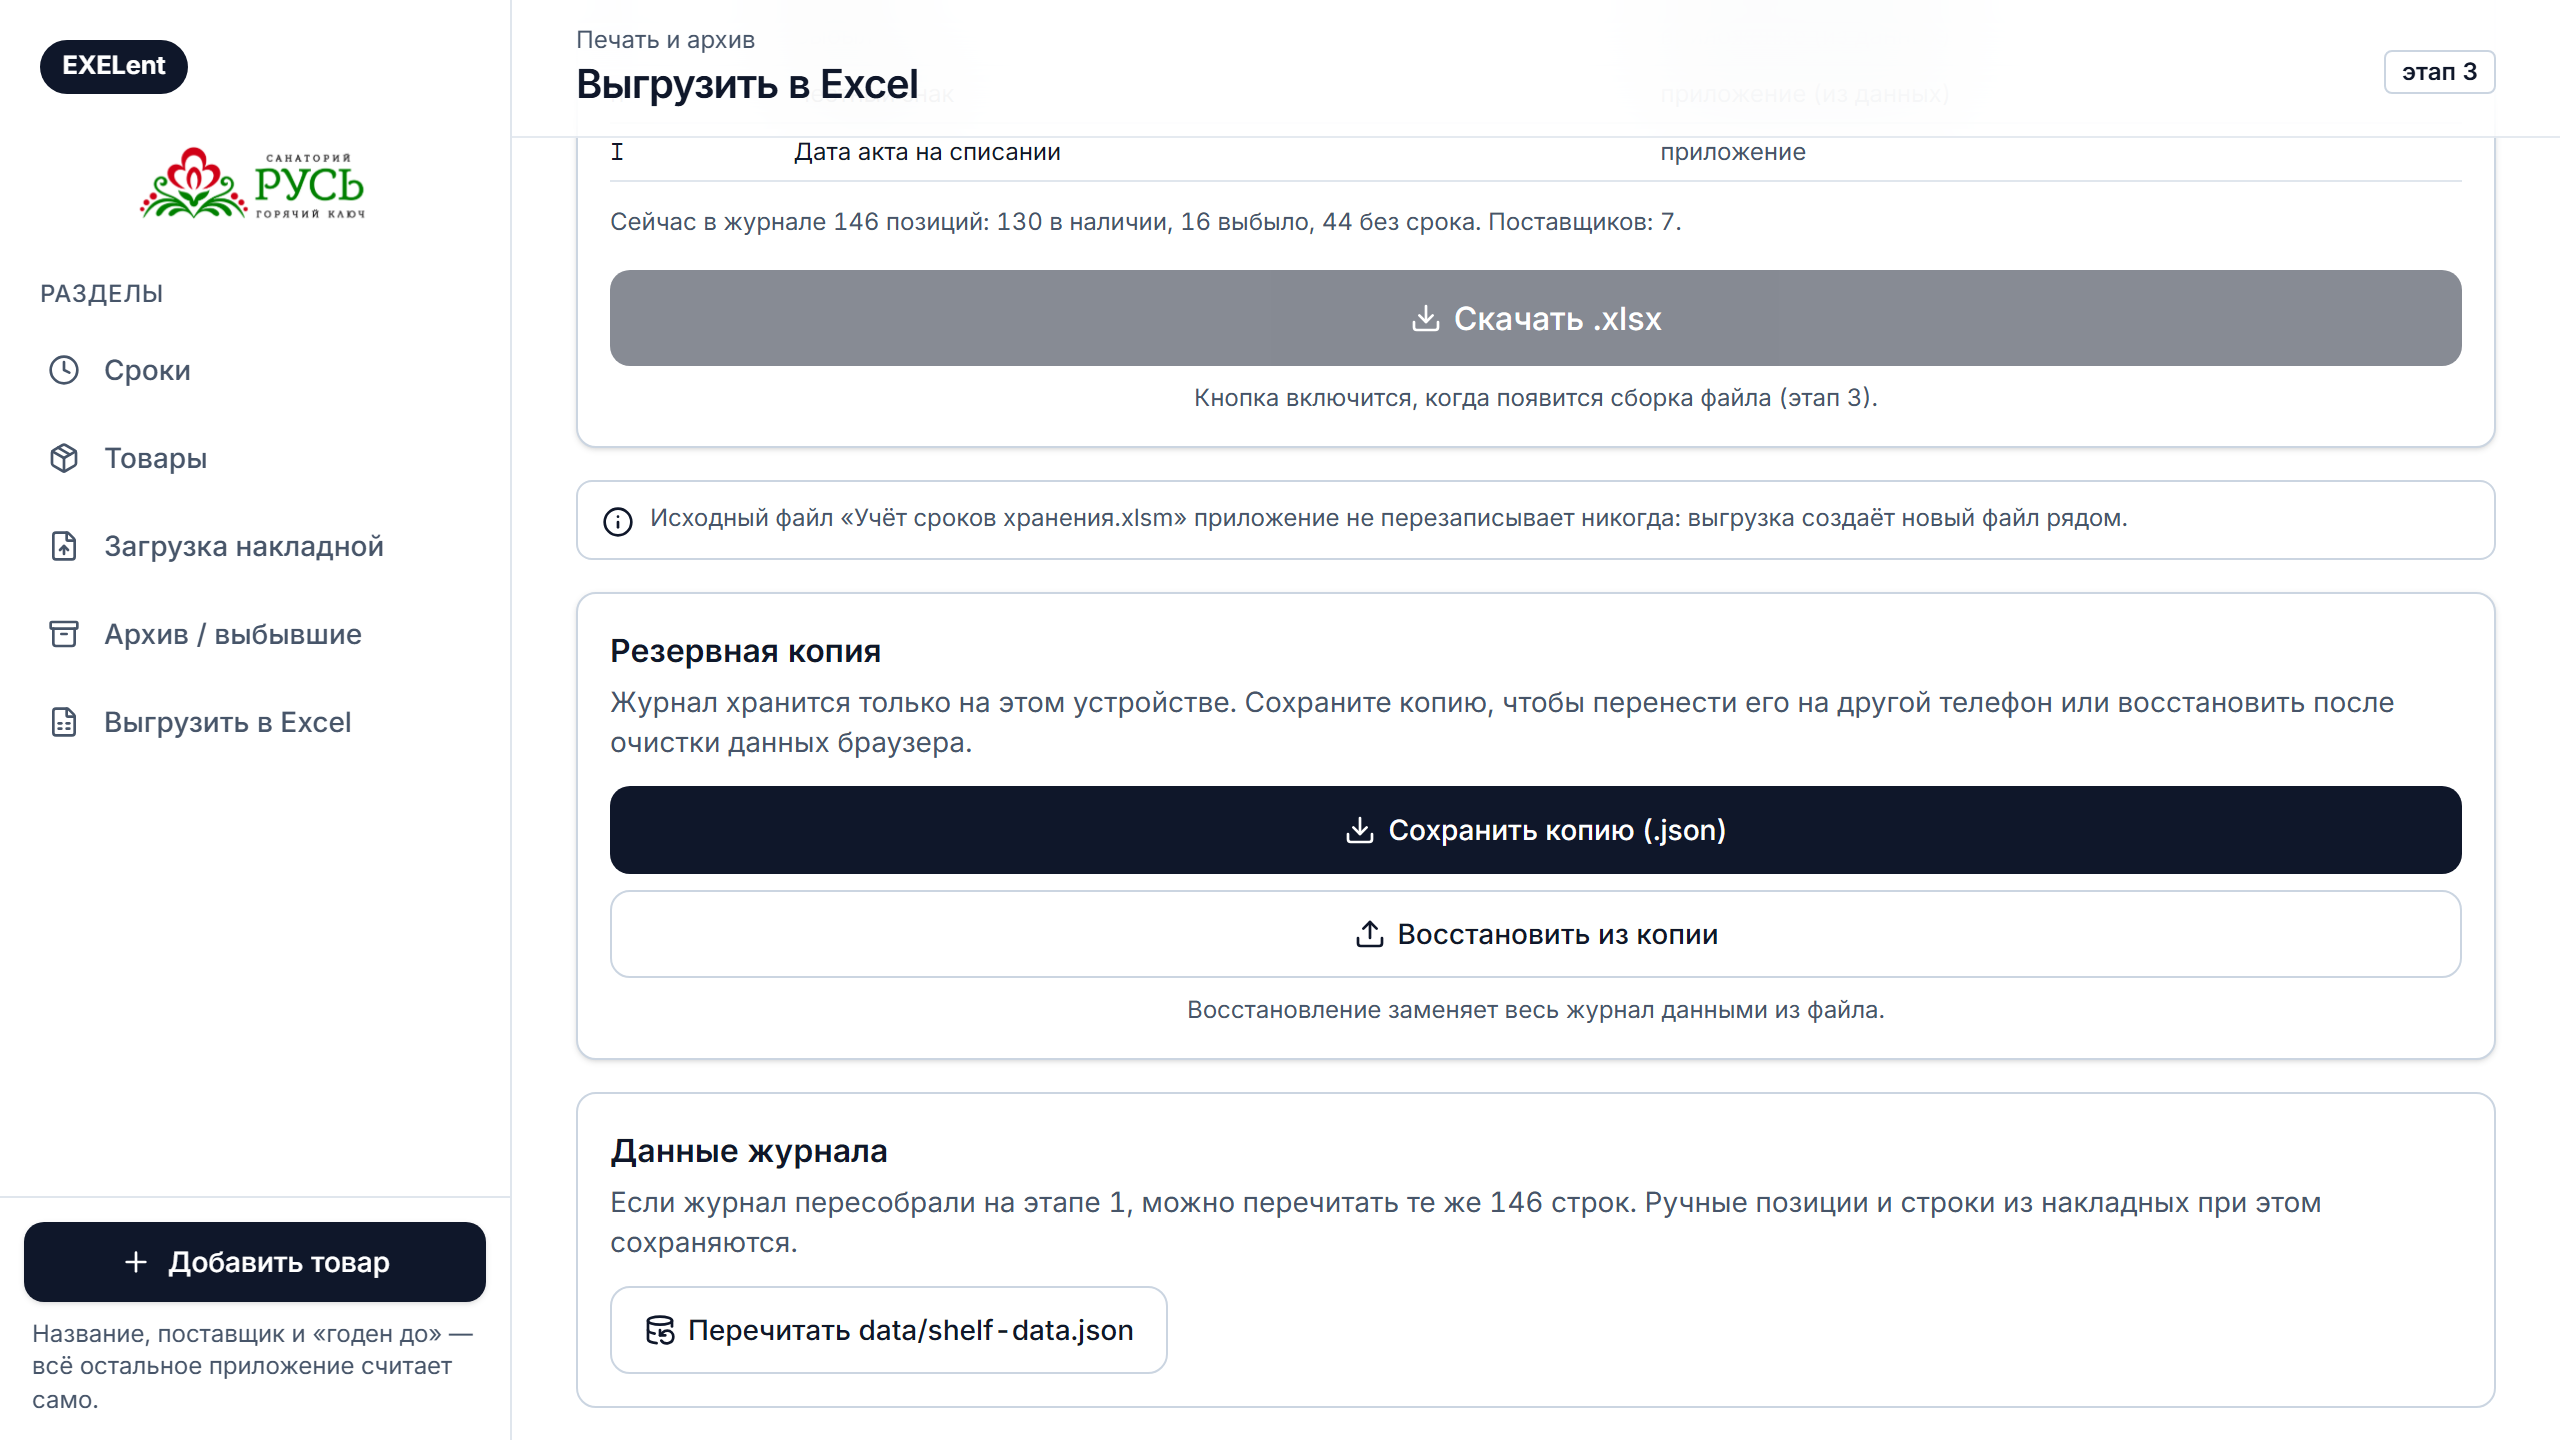 EXELent
САНАТОРИЙ
РУСЬ
ГОРЯЧИЙ КЛЮЧ
РАЗДЕЛЫ
Сроки
Товары
Загрузка накладной
Архив / выбывшие
Выгрузить в Excel
Добавить товар
Название, поставщик и «годен до» —
всё остальное приложение считает
само.
Печать и архив
Выгрузить в Excel
этап 3
приложение (из данных)
I Дата акта на списании приложение
Сейчас в журнале 146 позиций: 130 в наличии, 16 выбыло, 44 без срока. Поставщиков: 7.
Скачать .xlsx
Кнопка включится, когда появится сборка файла (этап 3).
Исходный файл «Учёт сроков хранения.xlsm» приложение не перезаписывает никогда: выгрузка создаёт новый файл рядом.
Резервная копия
Журнал хранится только на этом устройстве. Сохраните копию, чтобы перенести его на другой телефон или восстановить после
очистки данных браузера.
Сохранить копию (.json)
Восстановить из копии
Восстановление заменяет весь журнал данными из файла.
Данные журнала
Если журнал пересобрали на этапе 1, можно перечитать те же 146 строк. Ручные позиции и строки из накладных при этом
сохраняются.
Перечитать data/shelf-data.json